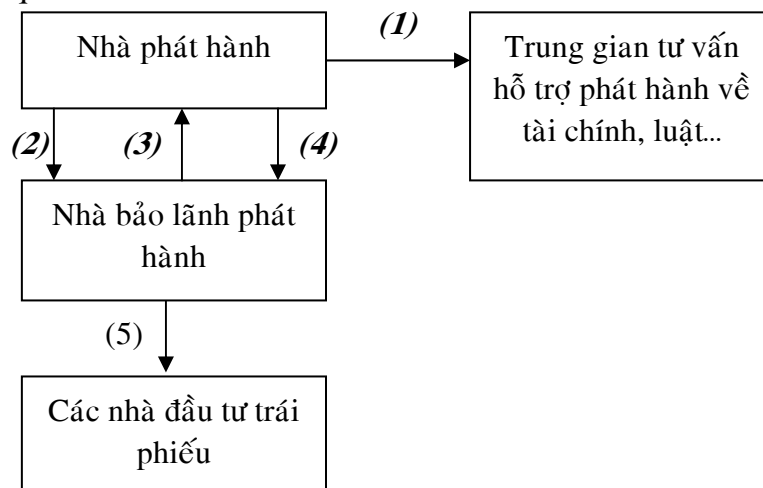 Nhà phát hành
(1)
Trung gian tư vấn
hỗ trợ phát hành về
tài chính, luật...
(2) (3) (4)
Nhà bảo lãnh phát
hành
(5)
Các nhà đầu tư trái
phiếu